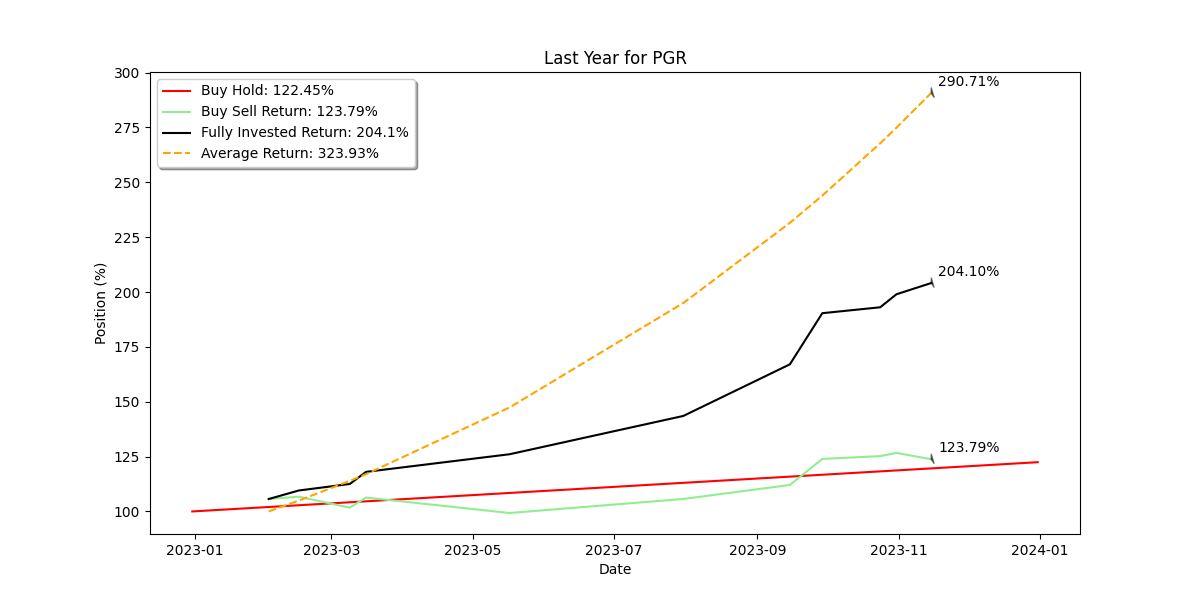 Last Year for PGR
300
275
250
225
200
175
150
125
100
Position (%)
Buy Hold: 122.45%
Buy Sell Return: 123.79%
Fully Invested Return: 204.1%
Average Return: 323.93%
290.71%
204.10%
123.79%
2023-01 2023-03 2023-05 2023-07 2023-09 2023-11 2024-01
Date